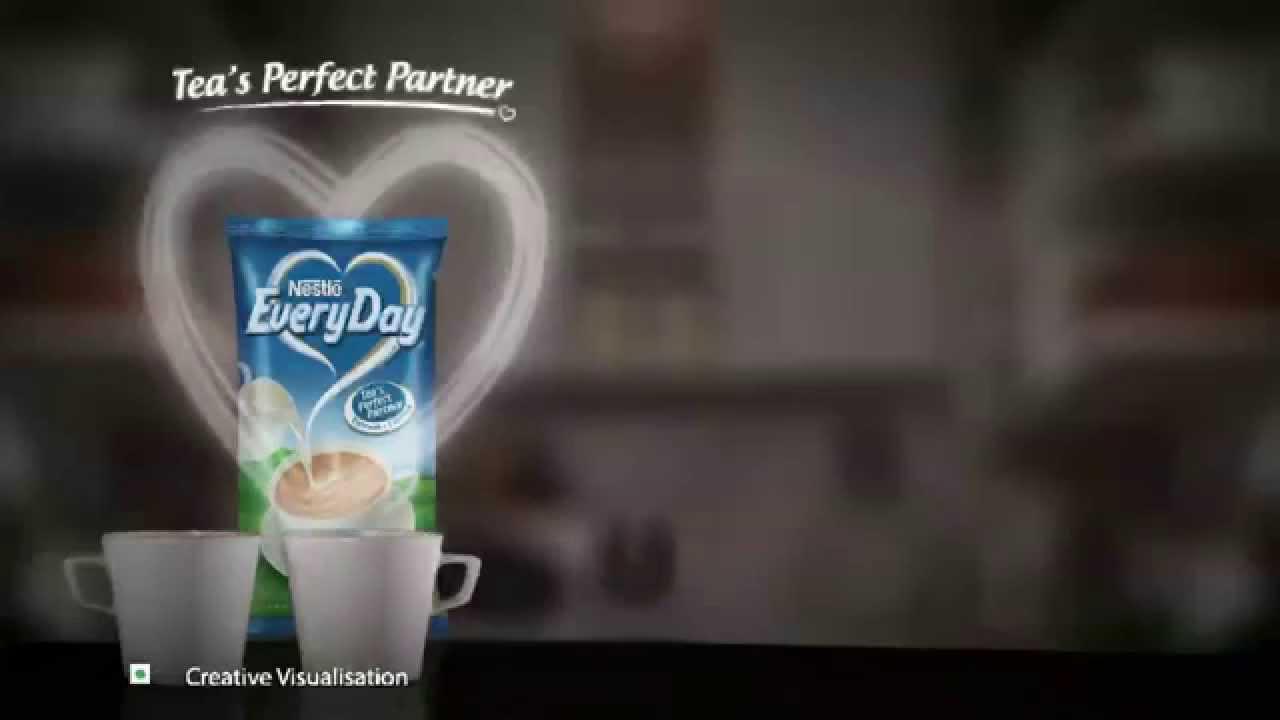 Tea's Perfect Partner
Nestlé
EveryDay
Tea's
Perfect
Partner
Creative Visualisation